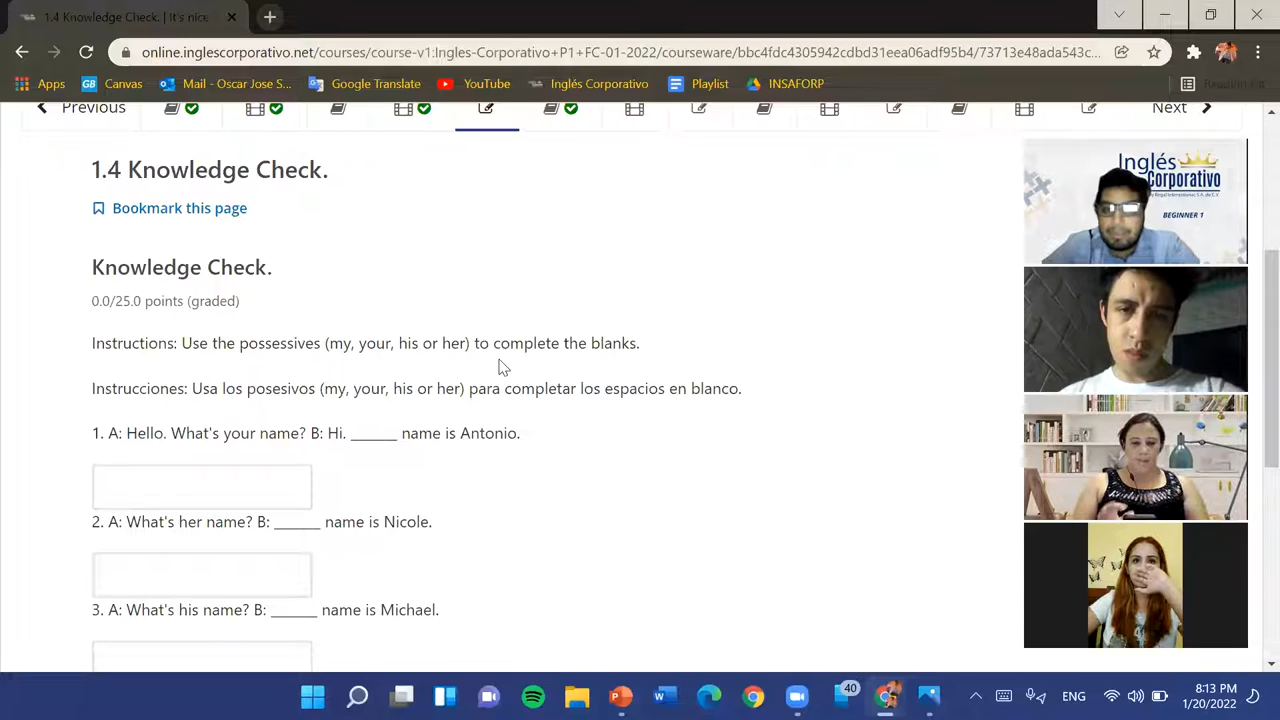 1.4 Knowledge Check. | It's nice
online.inglescorporativo.net/courses/course-v1:Ingles-Corporativo+P1+FC-01-2022/courseware/bbc4fdc4305942cdbd31eea06adf95b4/73713e48ada543c...
Apps Canvas Mail - Oscar Jose S... Google Translate YouTube Inglés Corporativo Playlist INSAFORP Reading list
Previous Next
1.4 Knowledge Check.
Bookmark this page
Knowledge Check.
0.0/25.0 points (graded)
Instructions: Use the possessives (my, your, his or her) to complete the blanks.
Instrucciones: Usa los posesivos (my, your, his or her) para completar los espacios en blanco.
1. A: Hello. What's your name? B: Hi. ______ name is Antonio.
2. A: What's her name? B: ______ name is Nicole.
3. A: What's his name? B: ______ name is Michael.
Inglés
Corporativo
BEGINNER 1
40
ENG
8:13 PM
1/20/2022